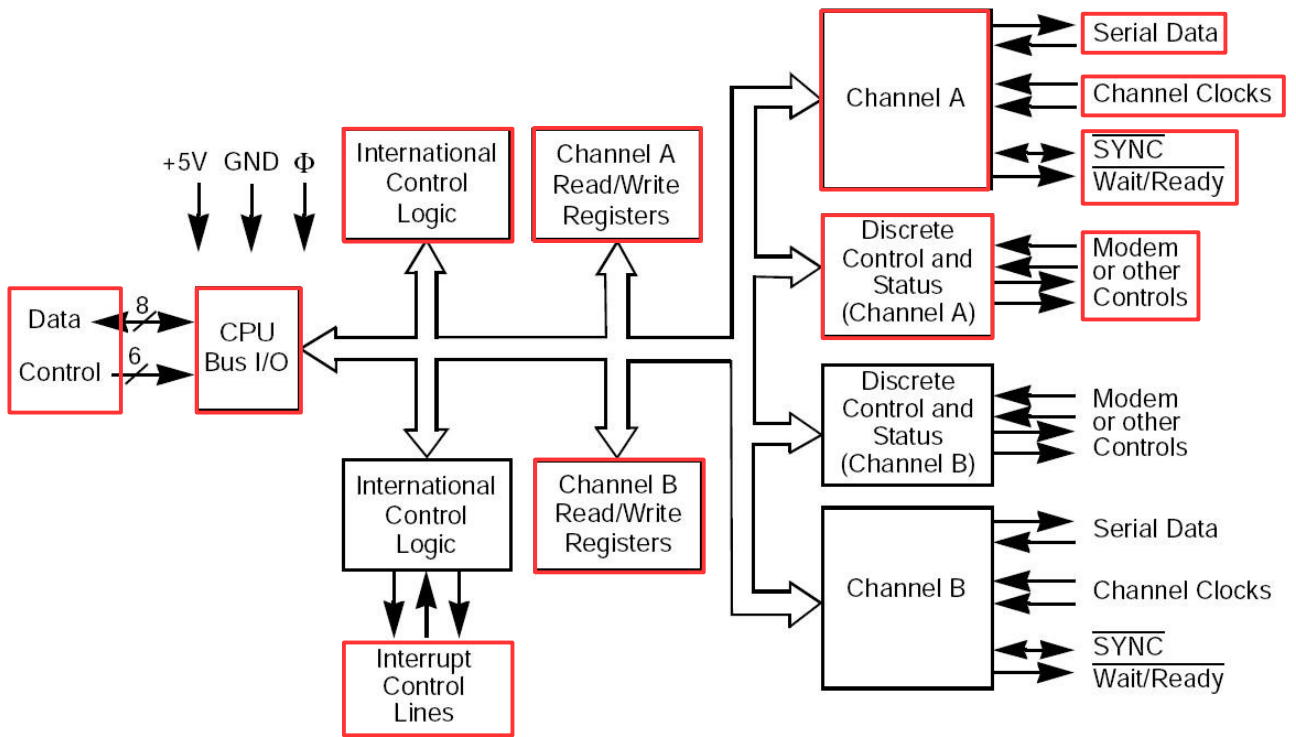 +5V GND Φ
Data
8
Control
6
CPU
Bus I/O
International
Control
Logic
Channel A
Read/Write
Registers
International
Control
Logic
Channel B
Read/Write
Registers
Interrupt
Control
Lines
Channel A
Serial Data
Channel Clocks
SYNC
Wait/Ready
Discrete
Control and
Status
(Channel A)
Modem
or other
Controls
Discrete
Control and
Status
(Channel B)
Modem
or other
Controls
Channel B
Serial Data
Channel Clocks
SYNC
Wait/Ready